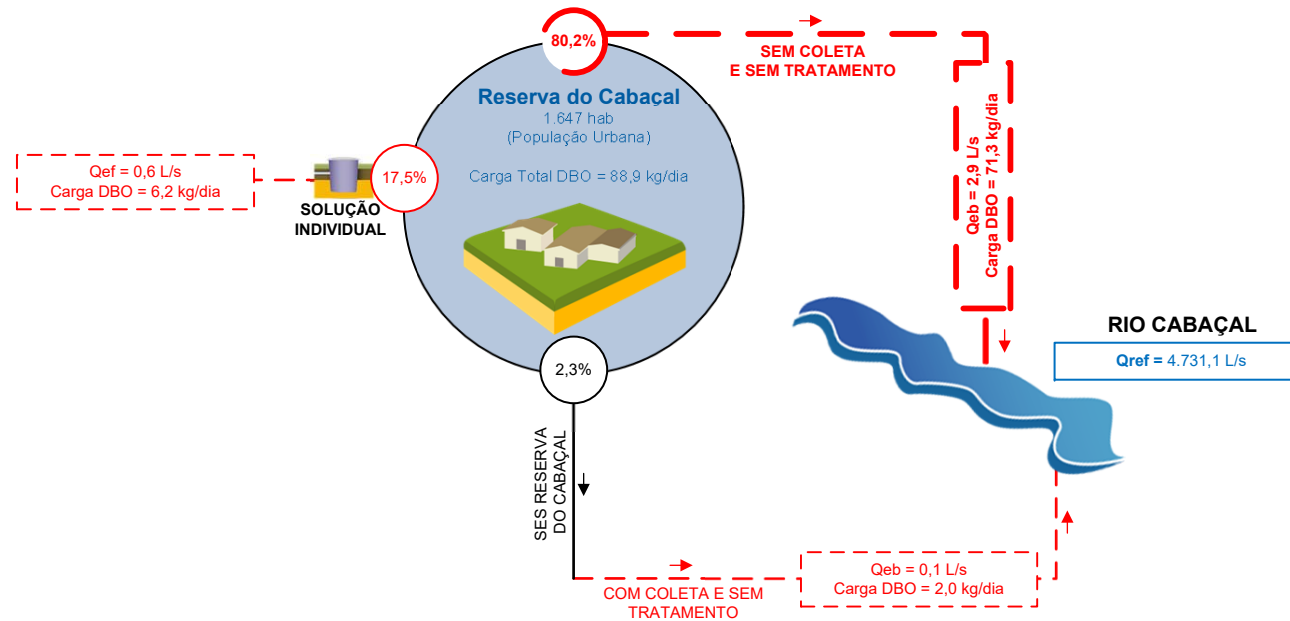 80,2%
SEM COLETA
E SEM TRATAMENTO
Reserva do Cabaçal
1.647 hab
(População Urbana)
Carga Total DBO = 88,9 kg/dia
Qef = 0,6 L/s
Carga DBO = 6,2 kg/dia
17,5%
SOLUÇÃO
INDIVIDUAL
Qeb = 2,9 L/s
Carga DBO = 71,3 kg/dia
RIO CABAÇAL
Qref = 4.731,1 L/s
2,3%
SES RESERVA
DO CABAÇAL
COM COLETA E SEM
TRATAMENTO
Qeb = 0,1 L/s
Carga DBO = 2,0 kg/dia